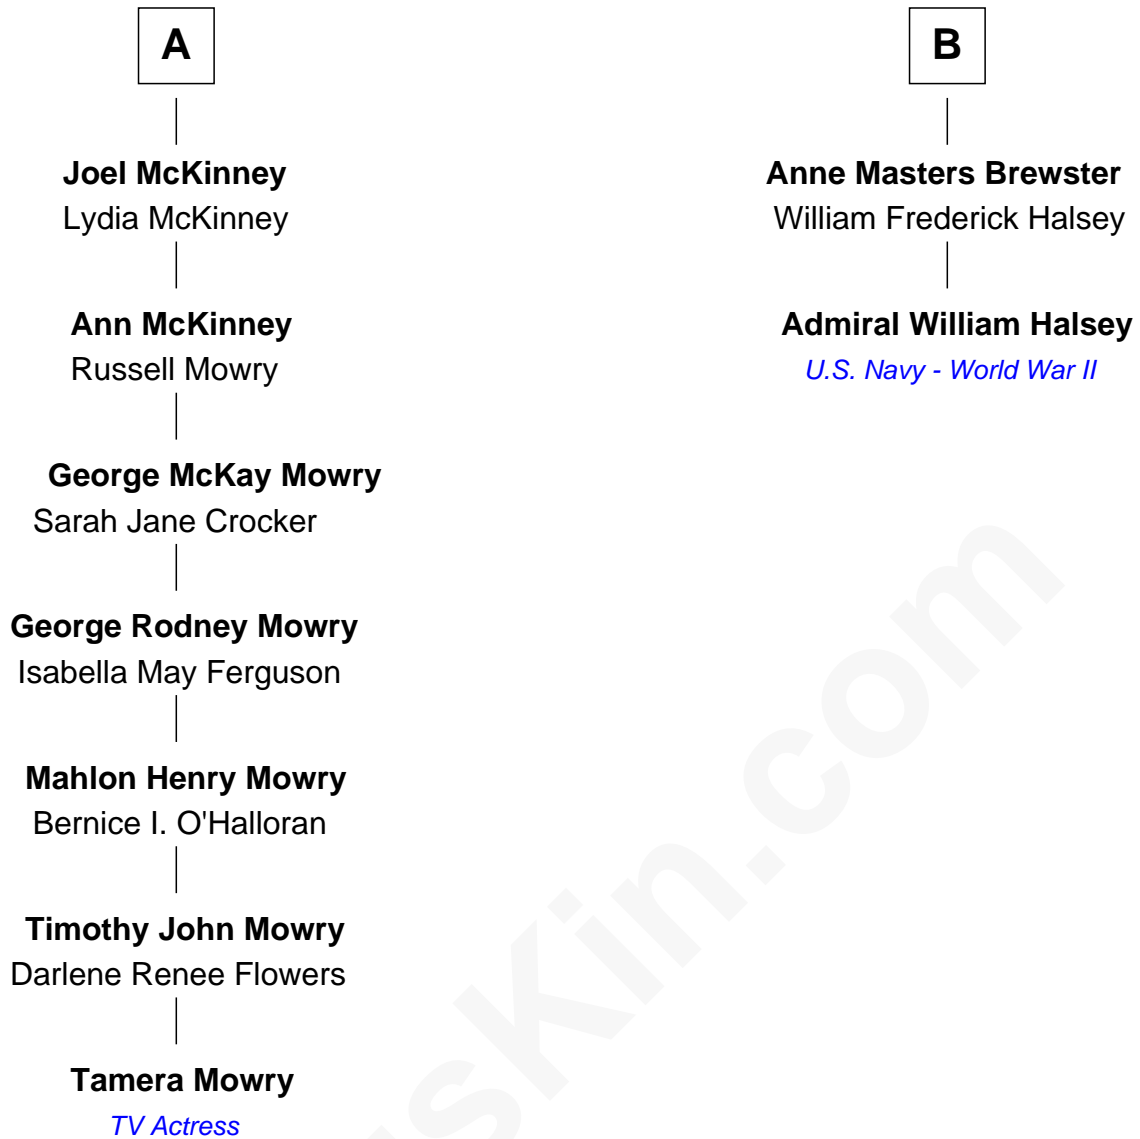 A
Joel McKinney
Lydia McKinney
Ann McKinney
Russell Mowry
George McKay Mowry
Sarah Jane Crocker
George Rodney Mowry
Isabella May Ferguson
Mahlon Henry Mowry
Bernice I. O'Halloran
Timothy John Mowry
Darlene Renee Flowers
Tamera Mowry
TV Actress
B
Anne Masters Brewster
William Frederick Halsey
Admiral William Halsey
U.S. Navy - World War II